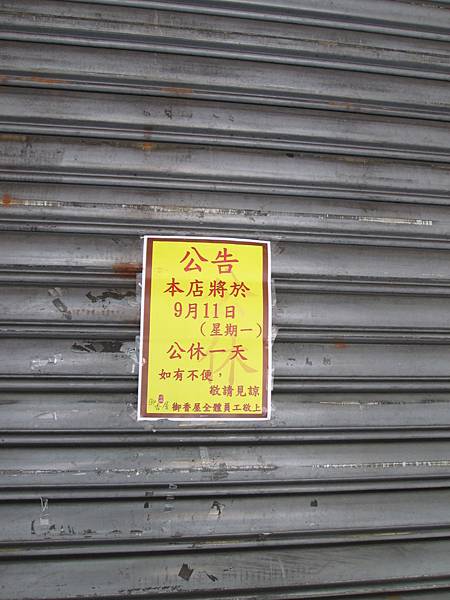 公告
本店將於
9月11日
（星期一）
公休一天
如有不便，
敬請見諒
御香屋全體員工敬上